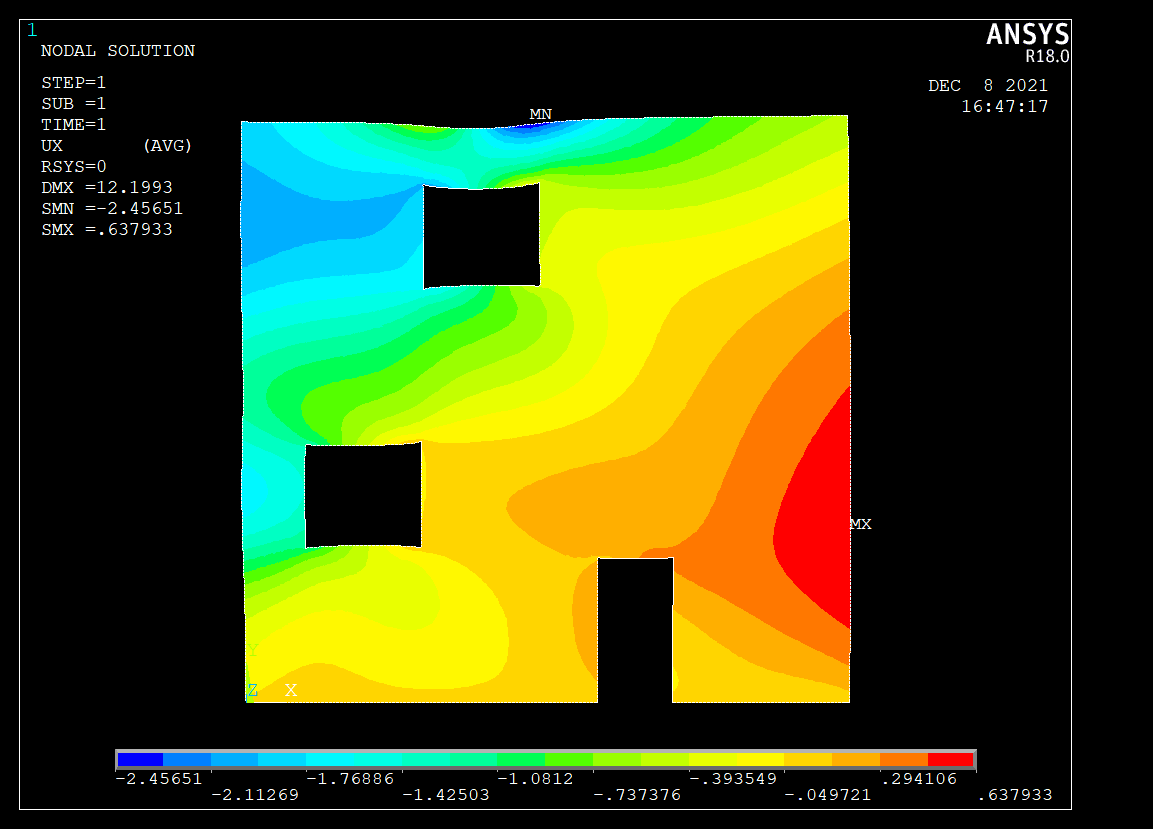 1
ANSYS
R18.0
NODAL SOLUTION
DEC  8 2021
16:47:17
STEP=1
SUB =1
TIME=1
UX       (AVG)
RSYS=0
DMX =12.1993
SMN =-2.45651
SMX =.637933
MN
MX
Y
Z X
-2.45651 -1.76886 -1.0812 -.393549 .294106
-2.11269 -1.42503 -.737376 -.049721 .637933